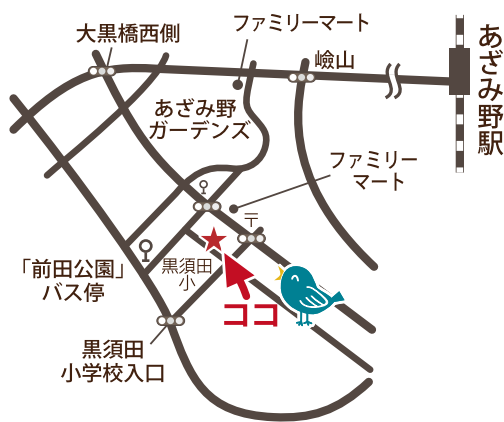 ファミリーマート
大黒橋西側
嶮山
あざみ野駅
あざみ野
ガーデンズ
ファミリー
マート
〒
「前田公園」
バス停
黒須田
小
ココ
黒須田
小学校入口